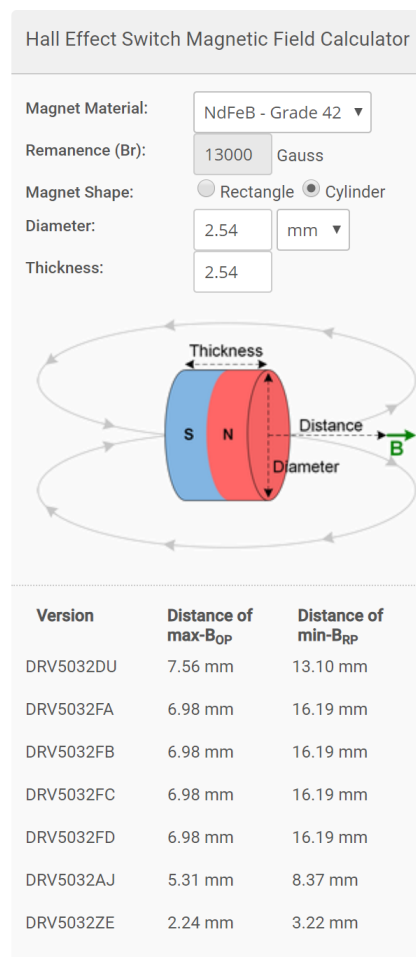 Hall Effect Switch Magnetic Field Calculator
Magnet Material: NdFeB - Grade 42
Remanence (Br): 13000 Gauss
Magnet Shape: Rectangle Cylinder
Diameter: 2.54 mm
Thickness: 2.54
Thickness
S N Distance B
Diameter
Version Distance of max-BOP Distance of min-BRP
DRV5032DU 7.56 mm 13.10 mm
DRV5032FA 6.98 mm 16.19 mm
DRV5032FB 6.98 mm 16.19 mm
DRV5032FC 6.98 mm 16.19 mm
DRV5032FD 6.98 mm 16.19 mm
DRV5032AJ 5.31 mm 8.37 mm
DRV5032ZE 2.24 mm 3.22 mm